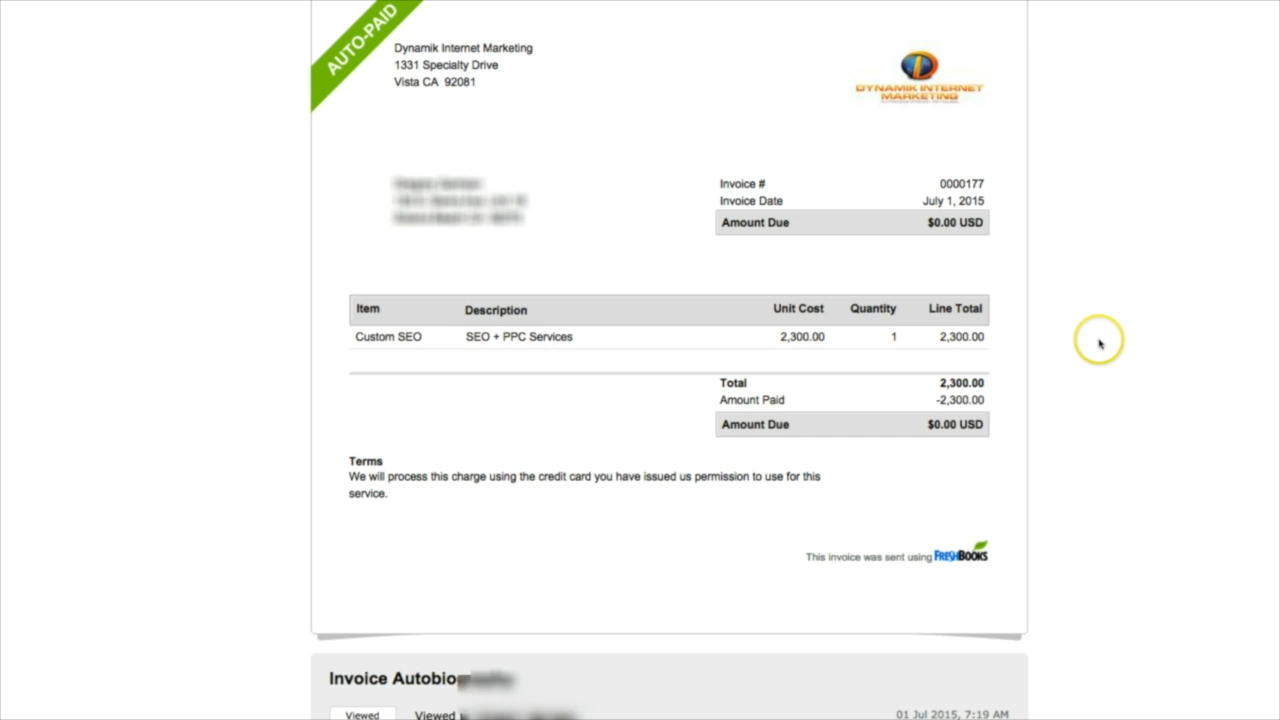 AUTO-PAID
Dynamik Internet Marketing
1331 Specialty Drive
Vista CA 92081
DYNAMIK INTERNET
MARKETING
Invoice # 0000177
Invoice Date July 1, 2015
Amount Due $0.00 USD
Item Description Unit Cost Quantity Line Total
Custom SEO SEO + PPC Services 2,300.00 1 2,300.00
Total 2,300.00
Amount Paid -2,300.00
Amount Due $0.00 USD
Terms
We will process this charge using the credit card you have issued us permission to use for this
service.
This invoice was sent using FRESHBOOKS
Invoice Autobio
Viewed Viewed 01 Jul 2015, 7:19 AM